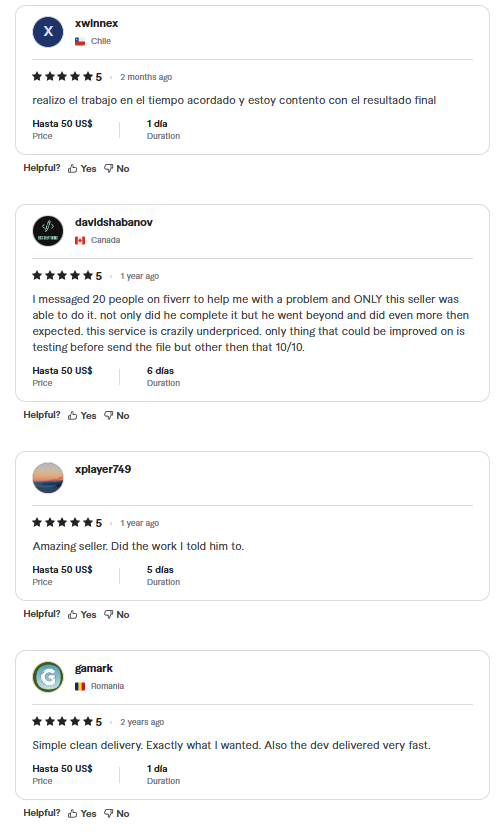 X
xwlnnex
Chile
5 · 2 months ago
realizo el trabajo en el tiempo acordado y estoy contento con el resultado final
Hasta 50 US$ 1 día
Price Duration
Helpful? Yes No
davidshabanov
Canada
5 · 1 year ago
I messaged 20 people on fiverr to help me with a problem and ONLY this seller was
able to do it. not only did he complete it but he went beyond and did even more then
expected. this service is crazily underpriced. only thing that could be improved on is
testing before send the file but other then that 10/10.
Hasta 50 US$ 6 días
Price Duration
Helpful? Yes No
xplayer749
5 · 1 year ago
Amazing seller. Did the work I told him to.
Hasta 50 US$ 5 días
Price Duration
Helpful? Yes No
G
gamark
Romania
5 · 2 years ago
Simple clean delivery. Exactly what I wanted. Also the dev delivered very fast.
Hasta 50 US$ 1 día
Price Duration
Helpful? Yes No